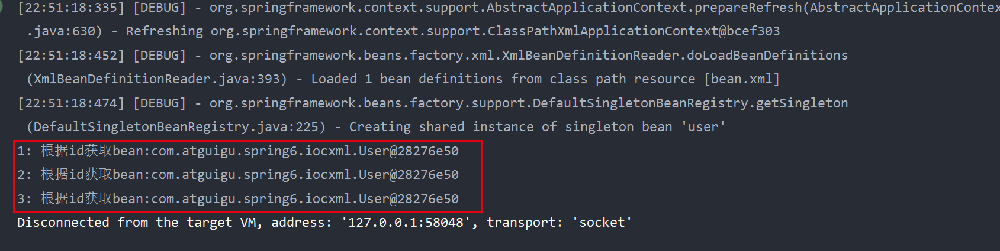 [22:51:18:335] [DEBUG] - org.springframework.context.support.AbstractApplicationContext.prepareRefresh(AbstractApplicationContex
.java:630) - Refreshing org.springframework.context.support.ClassPathXmlApplicationContext@bcef303
[22:51:18:452] [DEBUG] - org.springframework.beans.factory.xml.XmlBeanDefinitionReader.doLoadBeanDefinitions
(XmlBeanDefinitionReader.java:393) - Loaded 1 bean definitions from class path resource [bean.xml]
[22:51:18:474] [DEBUG] - org.springframework.beans.factory.support.DefaultSingletonBeanRegistry.getSingleton
(DefaultSingletonBeanRegistry.java:225) - Creating shared instance of singleton bean 'user'
1: 根据id获取bean:com.atguigu.spring6.iocxml.User@28276e50
2: 根据id获取bean:com.atguigu.spring6.iocxml.User@28276e50
3: 根据id获取bean:com.atguigu.spring6.iocxml.User@28276e50
Disconnected from the target VM, address: '127.0.0.1:58048', transport: 'socket'